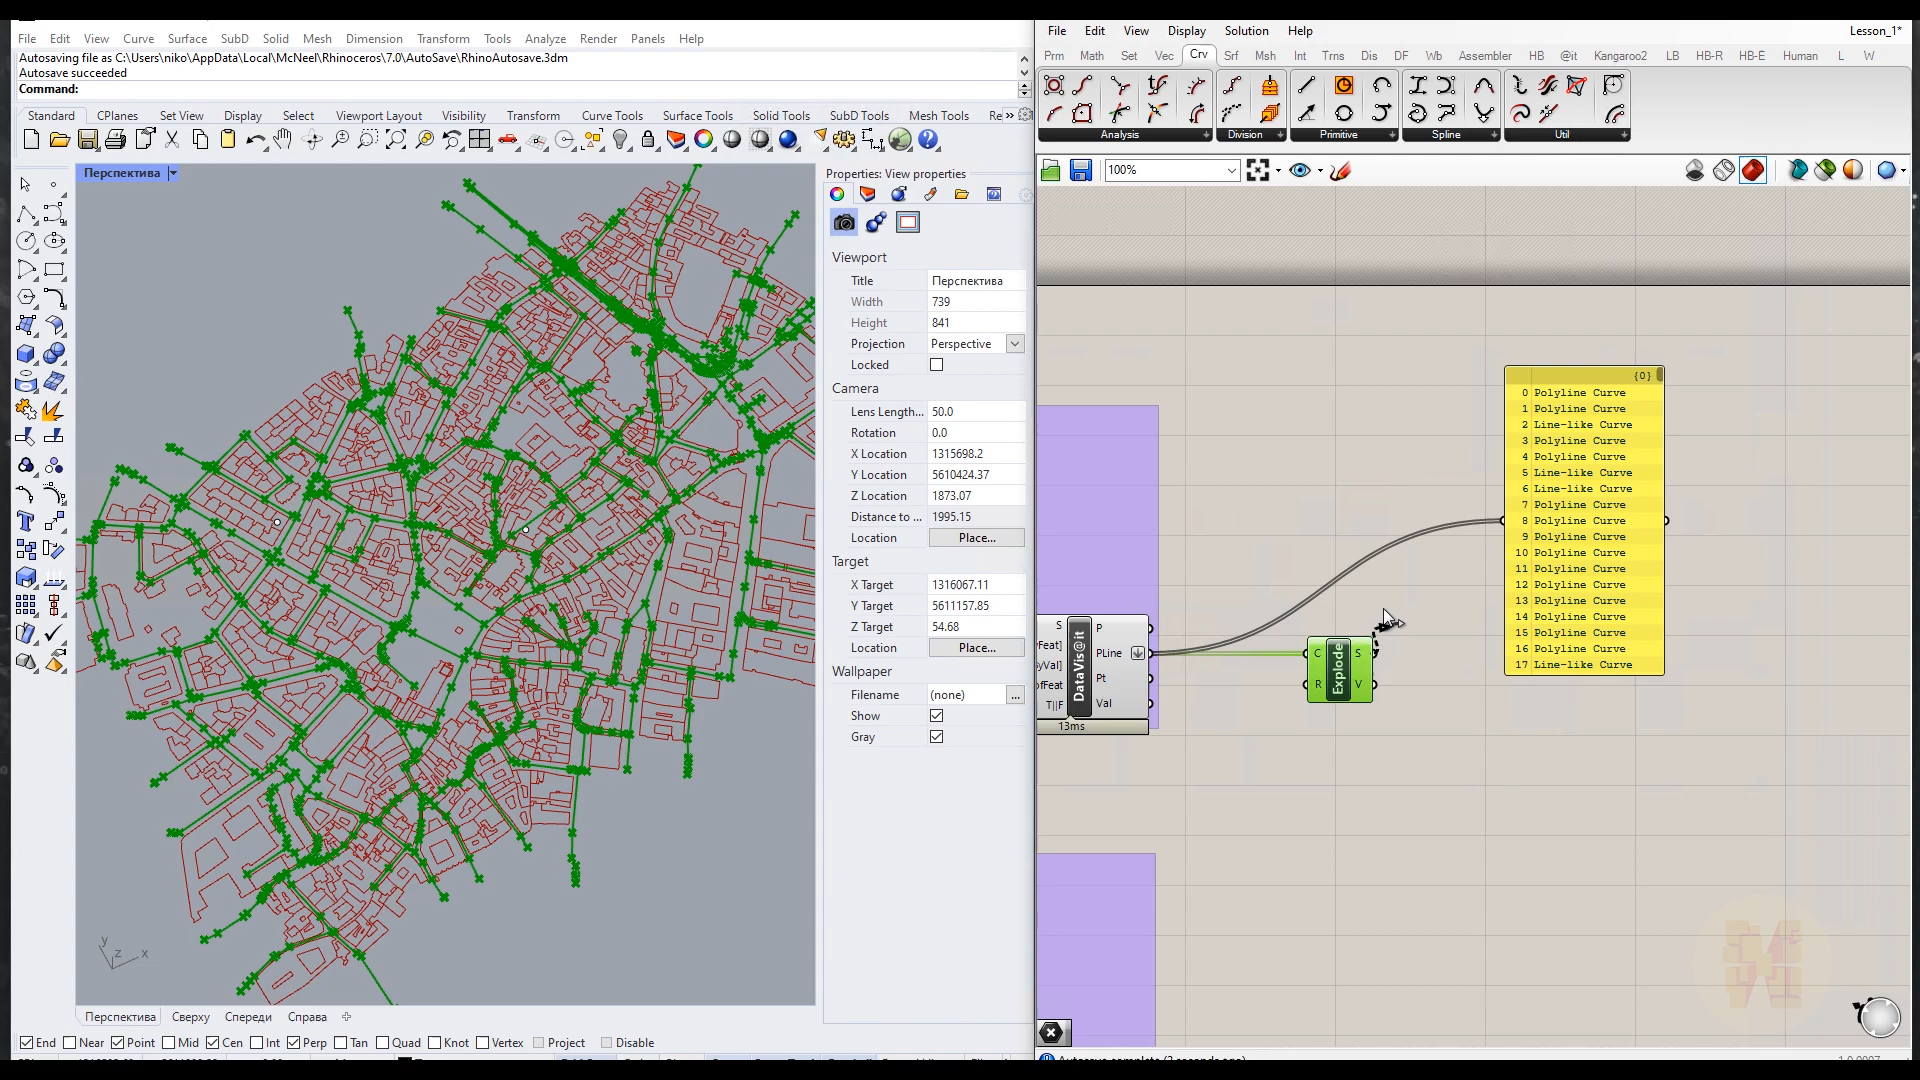 File Edit View Curve Surface SubD Solid Mesh Dimension Transform Tools Analyze Render Panels Help
Autosaving file as C:\Users\niko\AppData\Local\McNeel\Rhinoceros\7.0\AutoSave\RhinoAutosave.3dm
Autosave succeeded
Command:
Standard CPlanes Set View Display Select Viewport Layout Visibility Transform Curve Tools Surface Tools Solid Tools SubD Tools Mesh Tools Re »
Перспектива
Properties: View properties
Viewport
Title Перспектива
Width 739
Height 841
Projection Perspective
Locked
Camera
Lens Length... 50.0
Rotation 0.0
X Location 1315698.2
Y Location 5610424.37
Z Location 1873.07
Distance to ... 1995.15
Location Place...
Target
X Target 1316067.11
Y Target 5611157.85
Z Target 54.68
Location Place...
Wallpaper
Filename (none) ...
Show
Gray
y
z x
Перспектива Сверху Спереди Справа
End Near Point Mid Cen Int Perp Tan Quad Knot Vertex Project Disable
File Edit View Display Solution Help Lesson_1*
Prm Math Set Vec Crv Srf Msh Int Trns Dis DF Wb Assembler HB @it Kangaroo2 LB HB-R HB-E Human L W
Analysis Division Primitive Spline Util
100%
{0}
0 Polyline Curve
1 Polyline Curve
2 Line-like Curve
3 Polyline Curve
4 Polyline Curve
5 Line-like Curve
6 Line-like Curve
7 Polyline Curve
8 Polyline Curve
9 Polyline Curve
10 Polyline Curve
11 Polyline Curve
12 Polyline Curve
13 Polyline Curve
14 Polyline Curve
15 Polyline Curve
16 Polyline Curve
17 Line-like Curve
S P
Feat] PLine
yVal] Pt
ofFeat Val
T||F
DataVis@it
13ms
C S
R V
Explode
Autosave complete (3 seconds ago)